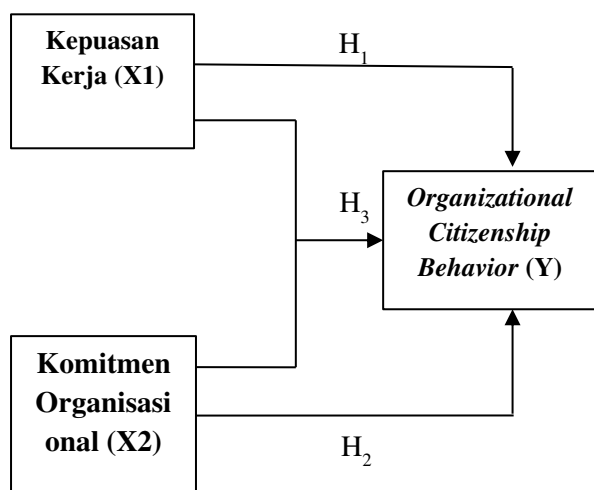 Kepuasan
Kerja (X1)
H1
Organizational
Citizenship
Behavior (Y)
H3
Komitmen
Organisasi
onal (X2)
H2